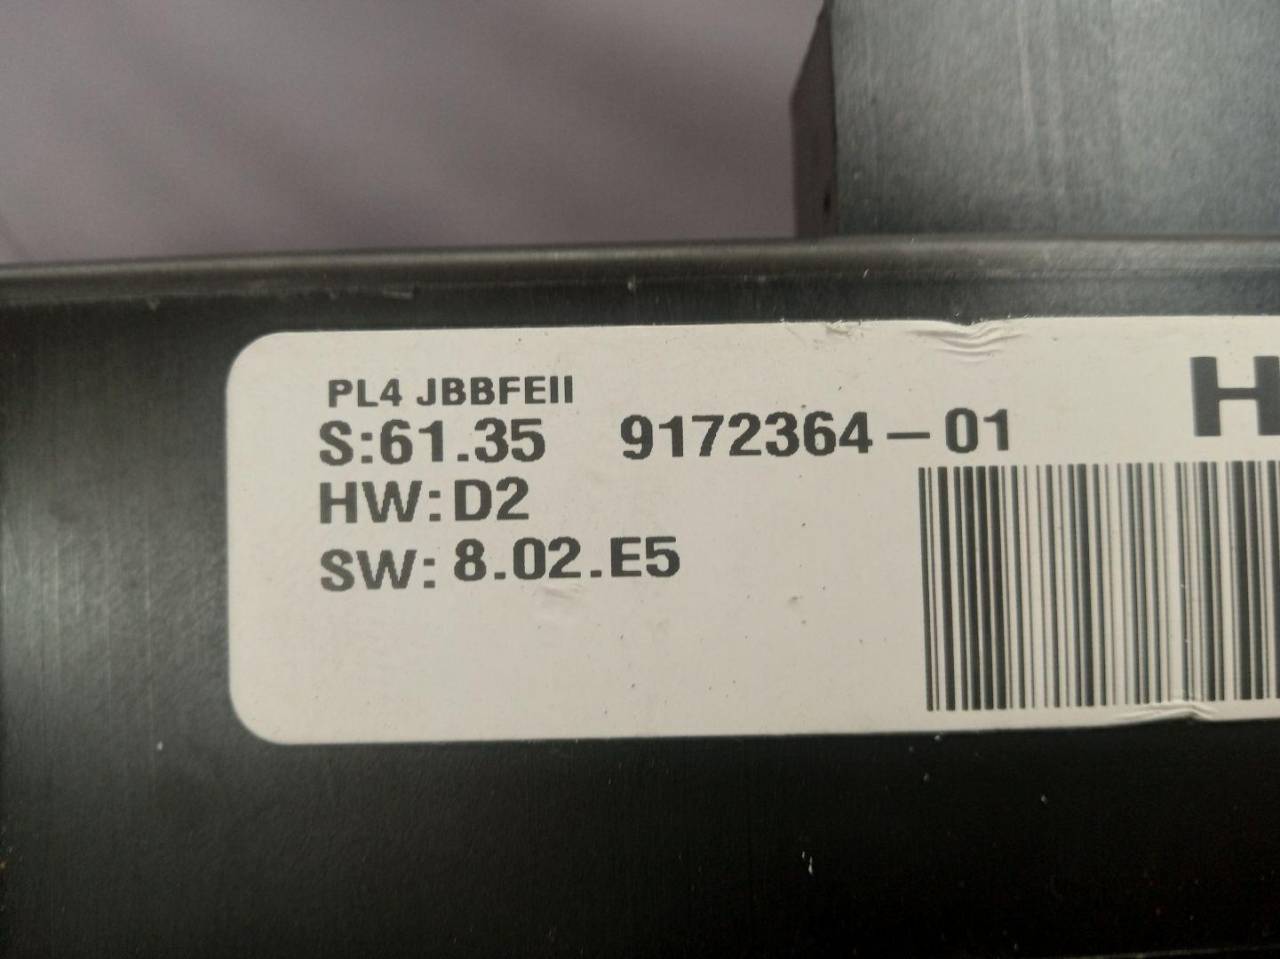 PL4 JBBFEII
S:61.35 9172364-01
H
HW:D2
SW: 8.02.E5